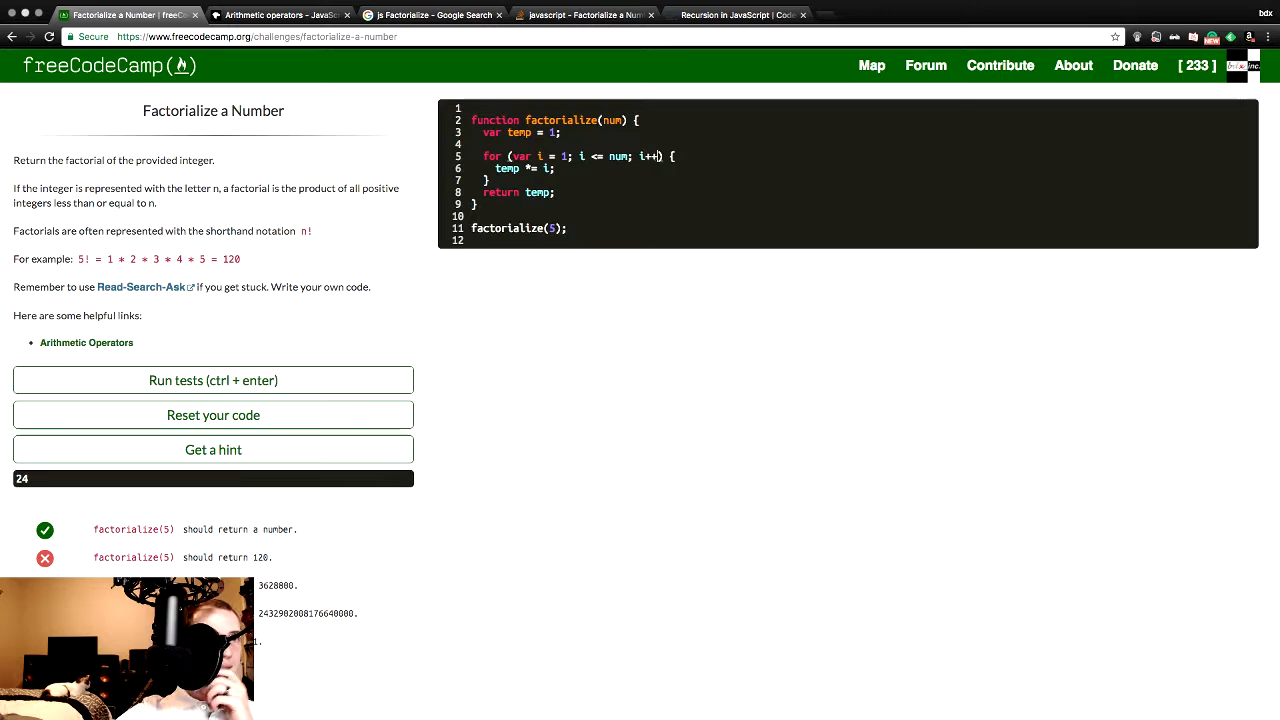 Factorialize a Number | freeC
Arithmetic operators - JavaSc
js Factorialize - Google Search
javascript - Factorialize a Num
Recursion in JavaScript | Code
bdx
Secure https://www.freecodecamp.org/challenges/factorialize-a-number
NEW
freeCodeCamp
Map Forum Contribute About Donate [ 233 ]
Factorialize a Number
Return the factorial of the provided integer.
If the integer is represented with the letter n, a factorial is the product of all positive
integers less than or equal to n.
Factorials are often represented with the shorthand notation n!
For example: 5! = 1 * 2 * 3 * 4 * 5 = 120
Remember to use Read-Search-Ask if you get stuck. Write your own code.
Here are some helpful links:
Arithmetic Operators
Run tests (ctrl + enter)
Reset your code
Get a hint
24
factorialize(5) should return a number.
factorialize(5) should return 120.
3628800.
2432902008176640000.
1.
1
2 function factorialize(num) {
3 var temp = 1;
4
5 for (var i = 1; i <= num; i++) {
6 temp *= i;
7 }
8 return temp;
9 }
10
11 factorialize(5);
12